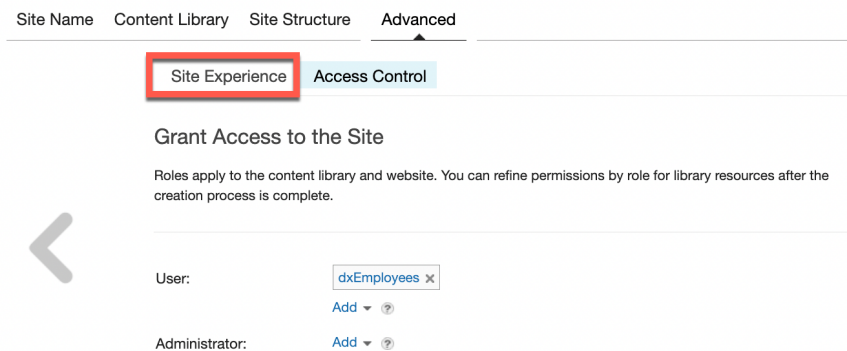 Site Name Content Library Site Structure Advanced
Site Experience Access Control
Grant Access to the Site
Roles apply to the content library and website. You can refine permissions by role for library resources after the
creation process is complete.
User: dxEmployees ×
Add ?
Administrator: Add ?